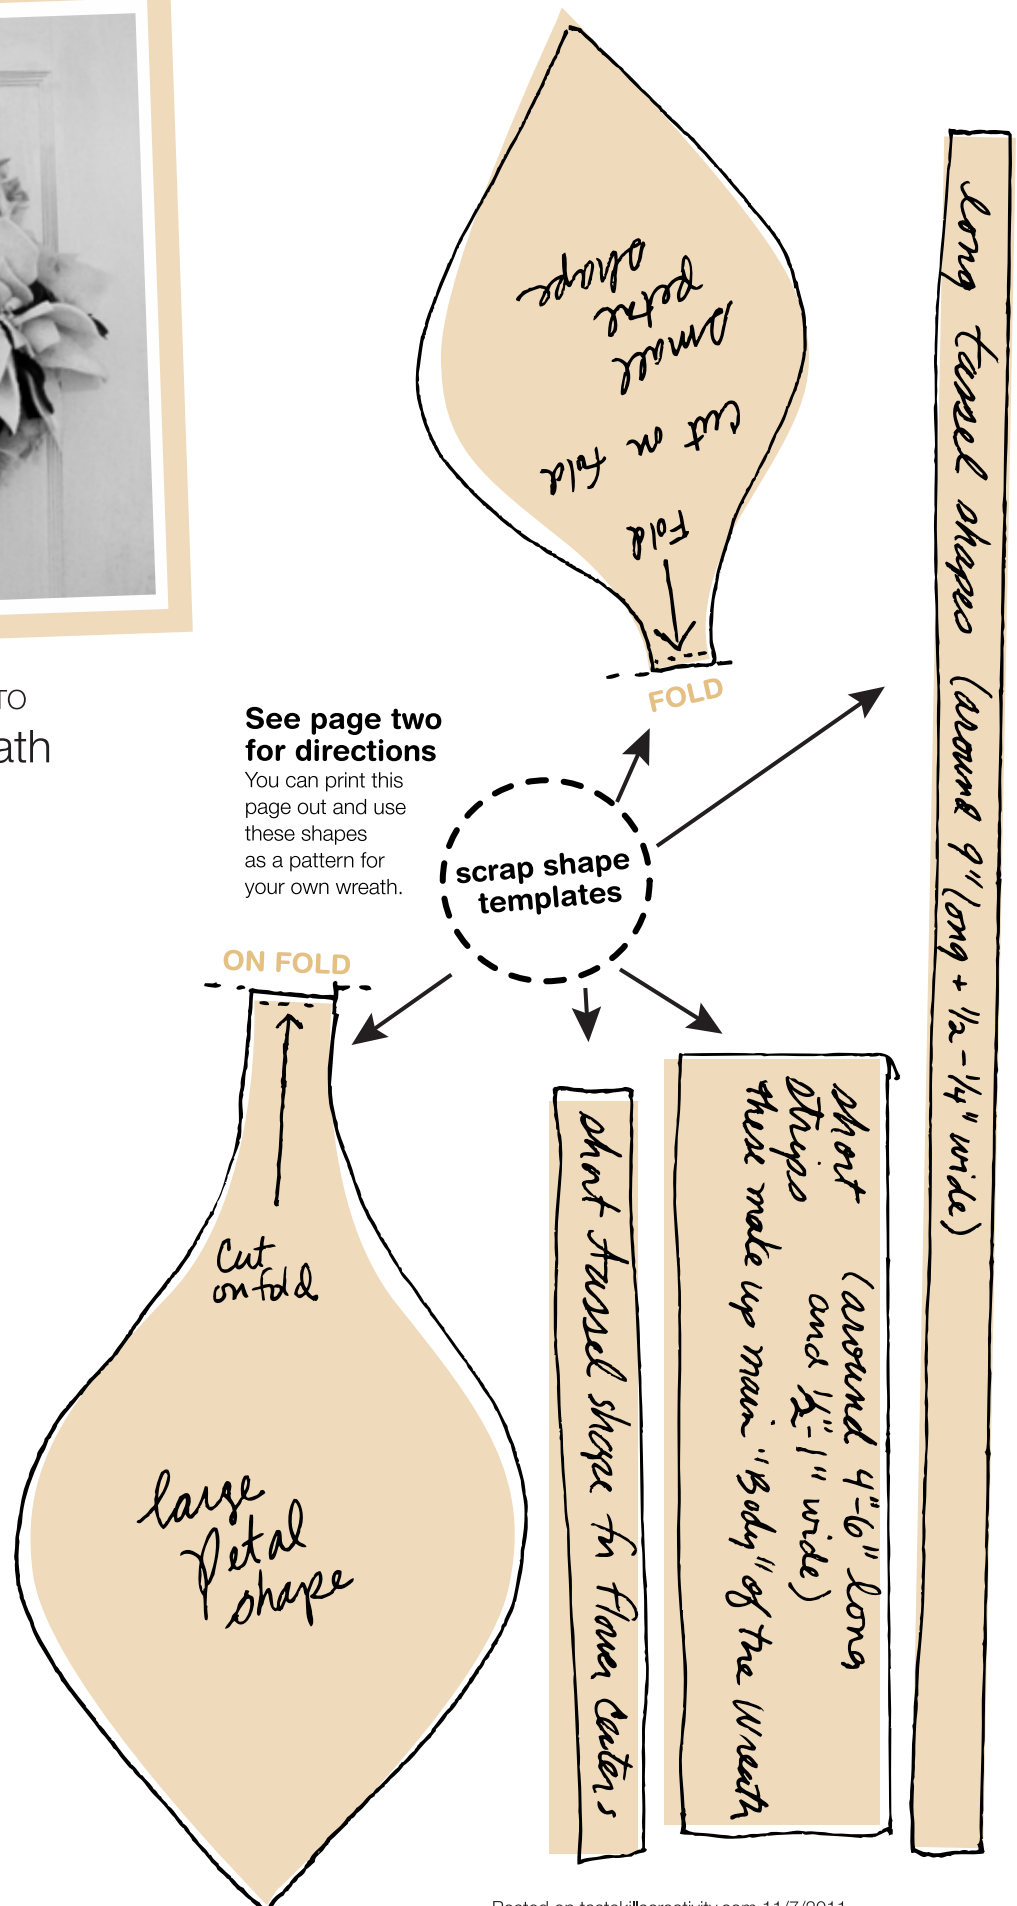 shape
petal
small
Cut on fold
Fold
FOLD
long tassel shapes (around 9" long + 1/2 - 1/4" wide)
TO
ath
See page two
for directions
You can print this
page out and use
these shapes
as a pattern for
your own wreath.
scrap shape
templates
ON FOLD
Cut
on fold
large
Petal
shape
short tassel shape for flower centers
short (around 4"-6" long
strips and 1/2"-1" wide)
these make up main "Body" of the Wreath